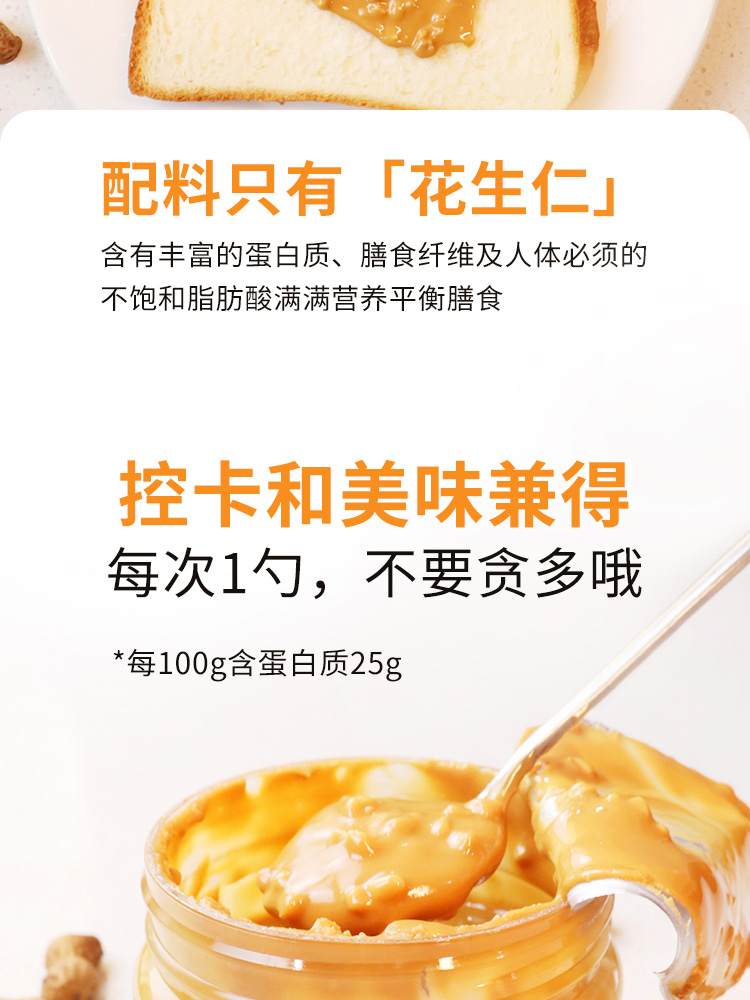 配料只有「花生仁」
含有丰富的蛋白质、膳食纤维及人体必须的
不饱和脂肪酸满满营养平衡膳食
控卡和美味兼得
每次1勺，不要贪多哦
*每100g含蛋白质25g